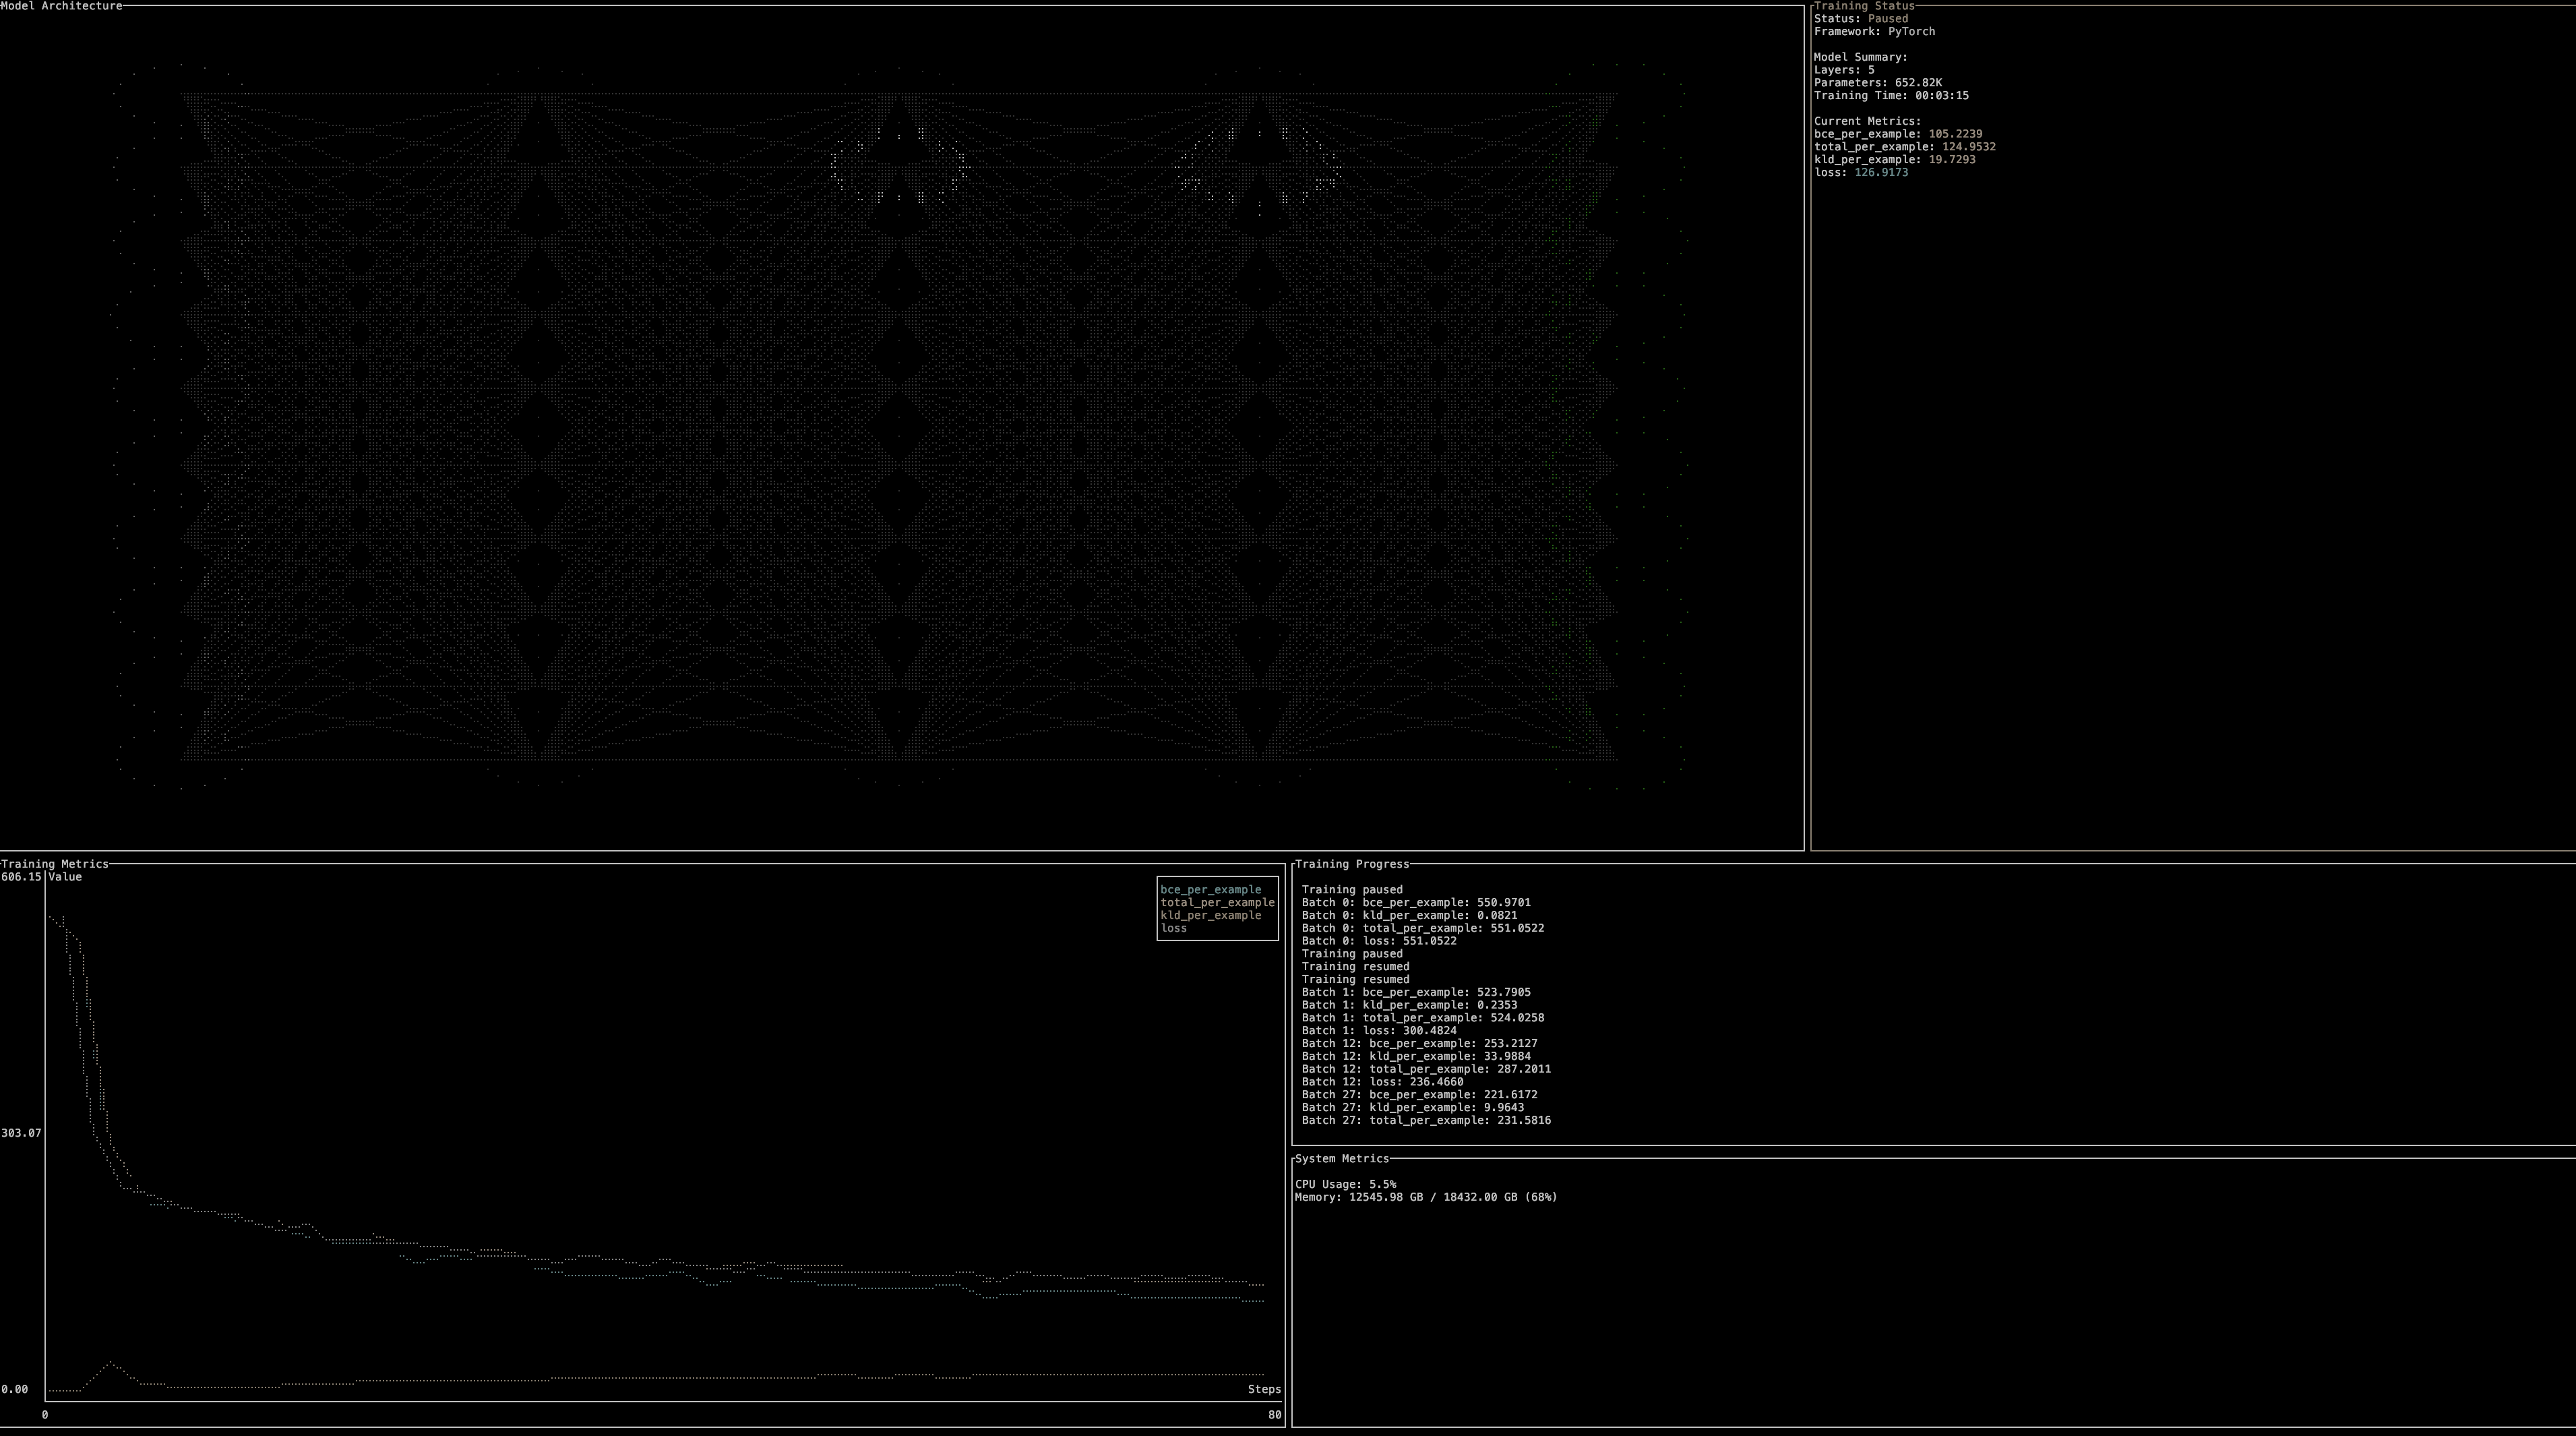 Model Architecture
Training Status
Status: Paused
Framework: PyTorch
Model Summary:
Layers: 5
Parameters: 652.82K
Training Time: 00:03:15
Current Metrics:
bce_per_example: 105.2239
total_per_example: 124.9532
kld_per_example: 19.7293
loss: 126.9173
Training Metrics
606.15
Value
bce_per_example
total_per_example
kld_per_example
loss
303.07
0.00
Steps
0
80
Training Progress
Training paused
Batch 0: bce_per_example: 550.9701
Batch 0: kld_per_example: 0.0821
Batch 0: total_per_example: 551.0522
Batch 0: loss: 551.0522
Training paused
Training resumed
Training resumed
Batch 1: bce_per_example: 523.7905
Batch 1: kld_per_example: 0.2353
Batch 1: total_per_example: 524.0258
Batch 1: loss: 300.4824
Batch 12: bce_per_example: 253.2127
Batch 12: kld_per_example: 33.9884
Batch 12: total_per_example: 287.2011
Batch 12: loss: 236.4660
Batch 27: bce_per_example: 221.6172
Batch 27: kld_per_example: 9.9643
Batch 27: total_per_example: 231.5816
System Metrics
CPU Usage: 5.5%
Memory: 12545.98 GB / 18432.00 GB (68%)